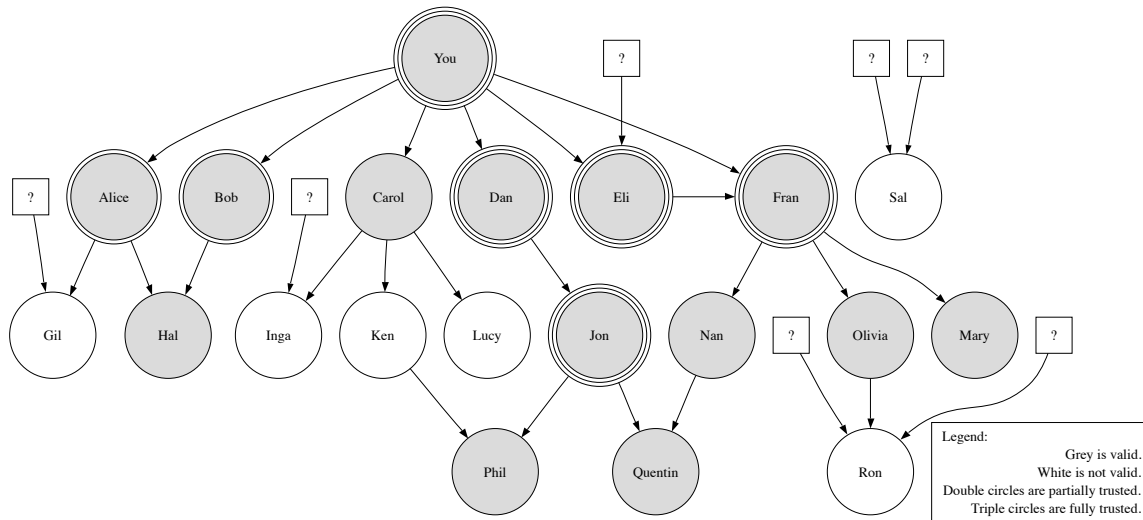 You
?
?
?
?
Alice
Bob
Carol
Dan
Eli
Fran
Sal
?
Gil
Hal
Inga
Ken
Lucy
Jon
Nan
?
Olivia
Mary
?
Phil
Quentin
Ron
Legend:
Grey is valid.
White is not valid.
Double circles are partially trusted.
Triple circles are fully trusted.